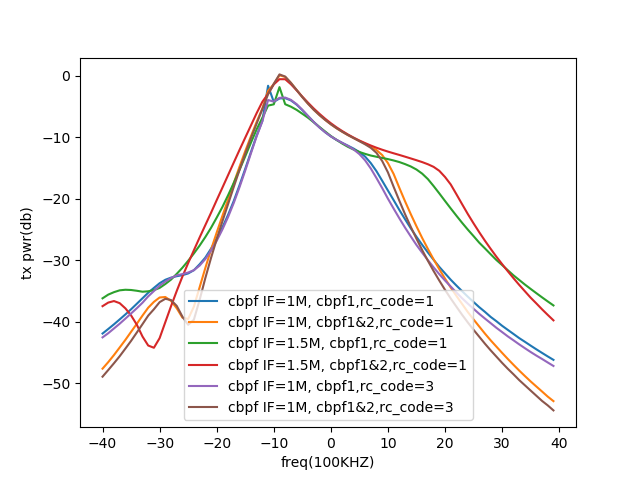 0
−10
−20
−30
−40
−50
tx pwr(db)
cbpf IF=1M, cbpf1,rc_code=1
cbpf IF=1M, cbpf1&2,rc_code=1
cbpf IF=1.5M, cbpf1,rc_code=1
cbpf IF=1.5M, cbpf1&2,rc_code=1
cbpf IF=1M, cbpf1,rc_code=3
cbpf IF=1M, cbpf1&2,rc_code=3
−40 −30 −20 −10 0 10 20 30 40
freq(100KHZ)